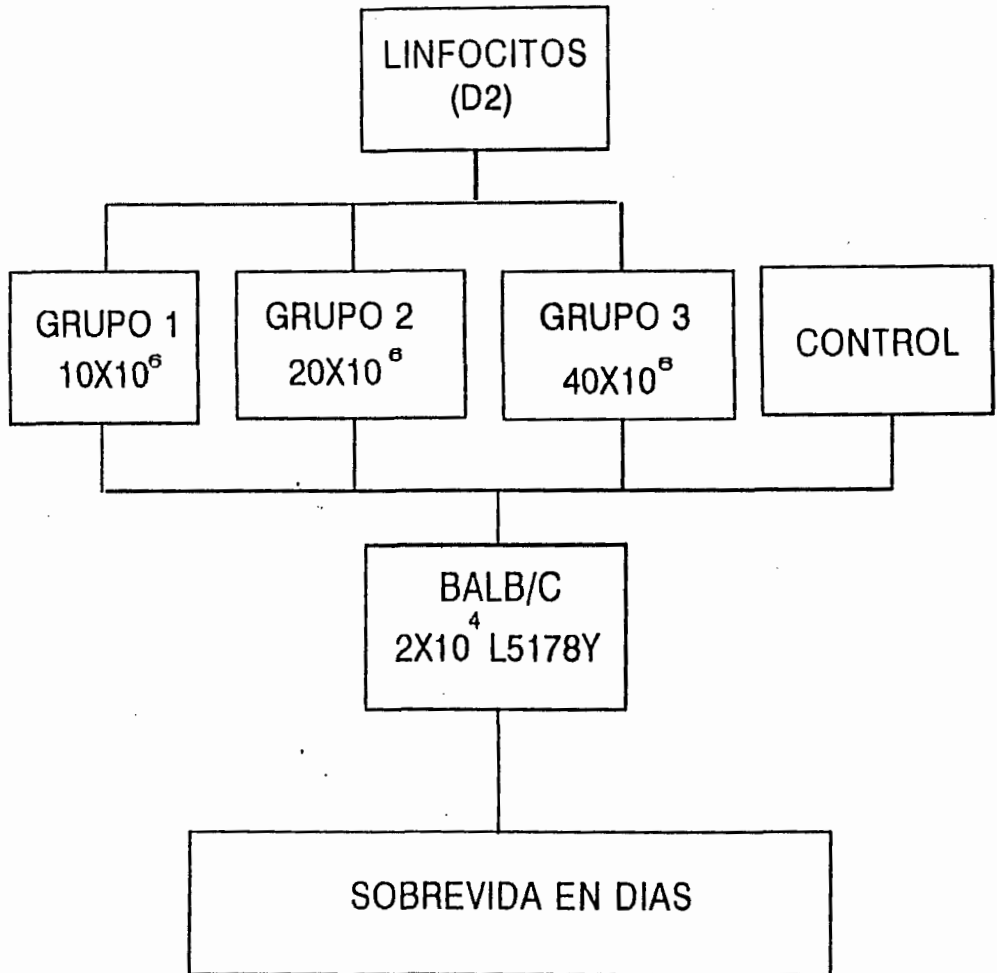 LINFOCITOS
(D2)
GRUPO 1
10X10⁶
GRUPO 2
20X10⁶
GRUPO 3
40X10⁶
CONTROL
BALB/C
2X10⁴ L5178Y
SOBREVIDA EN DIAS